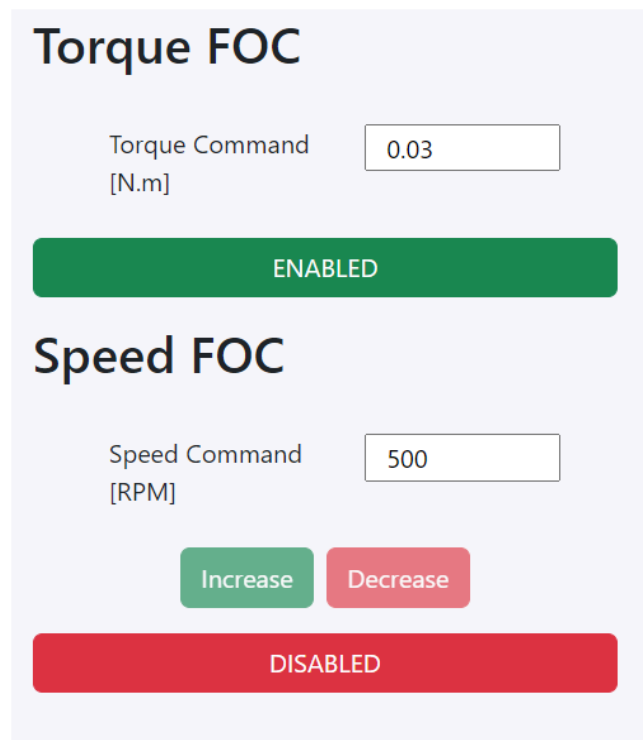 Torque FOC
Torque Command
[N.m]
0.03
ENABLED
Speed FOC
Speed Command
[RPM]
500
Increase
Decrease
DISABLED